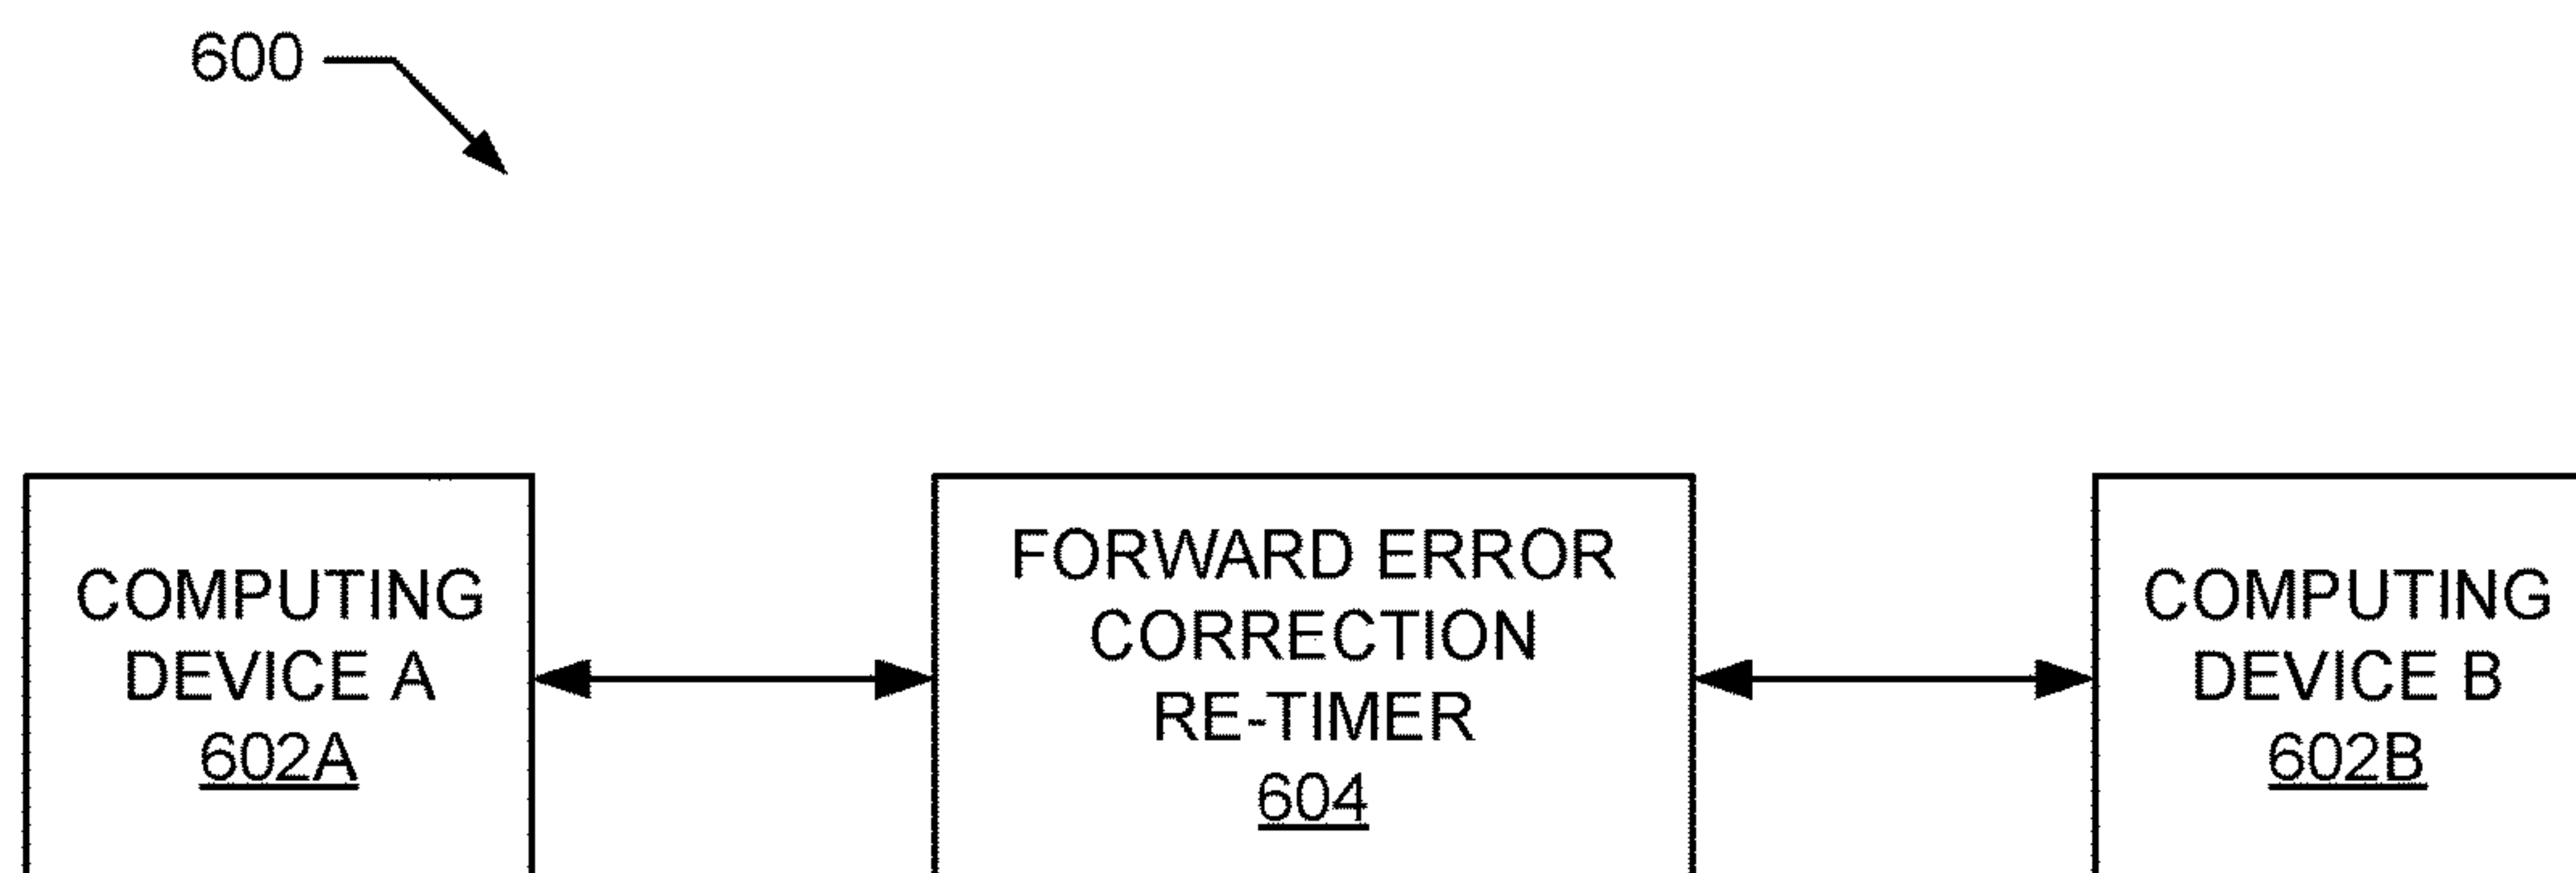 600
COMPUTING
DEVICE A
602A
FORWARD ERROR
CORRECTION
RE-TIMER
604
COMPUTING
DEVICE B
602B